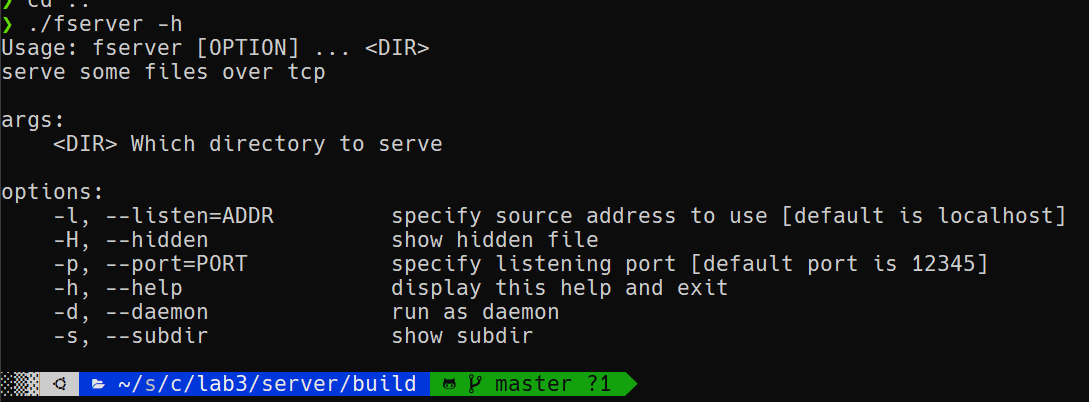 ❯ cd ..
❯ ./fserver -h
Usage: fserver [OPTION] ... <DIR>
serve some files over tcp

args:
    <DIR> Which directory to serve

options:
    -l, --listen=ADDR         specify source address to use [default is localhost]
    -H, --hidden              show hidden file
    -p, --port=PORT           specify listening port [default port is 12345]
    -h, --help                display this help and exit
    -d, --daemon              run as daemon
    -s, --subdir              show subdir

~/s/c/lab3/server/build master ?1